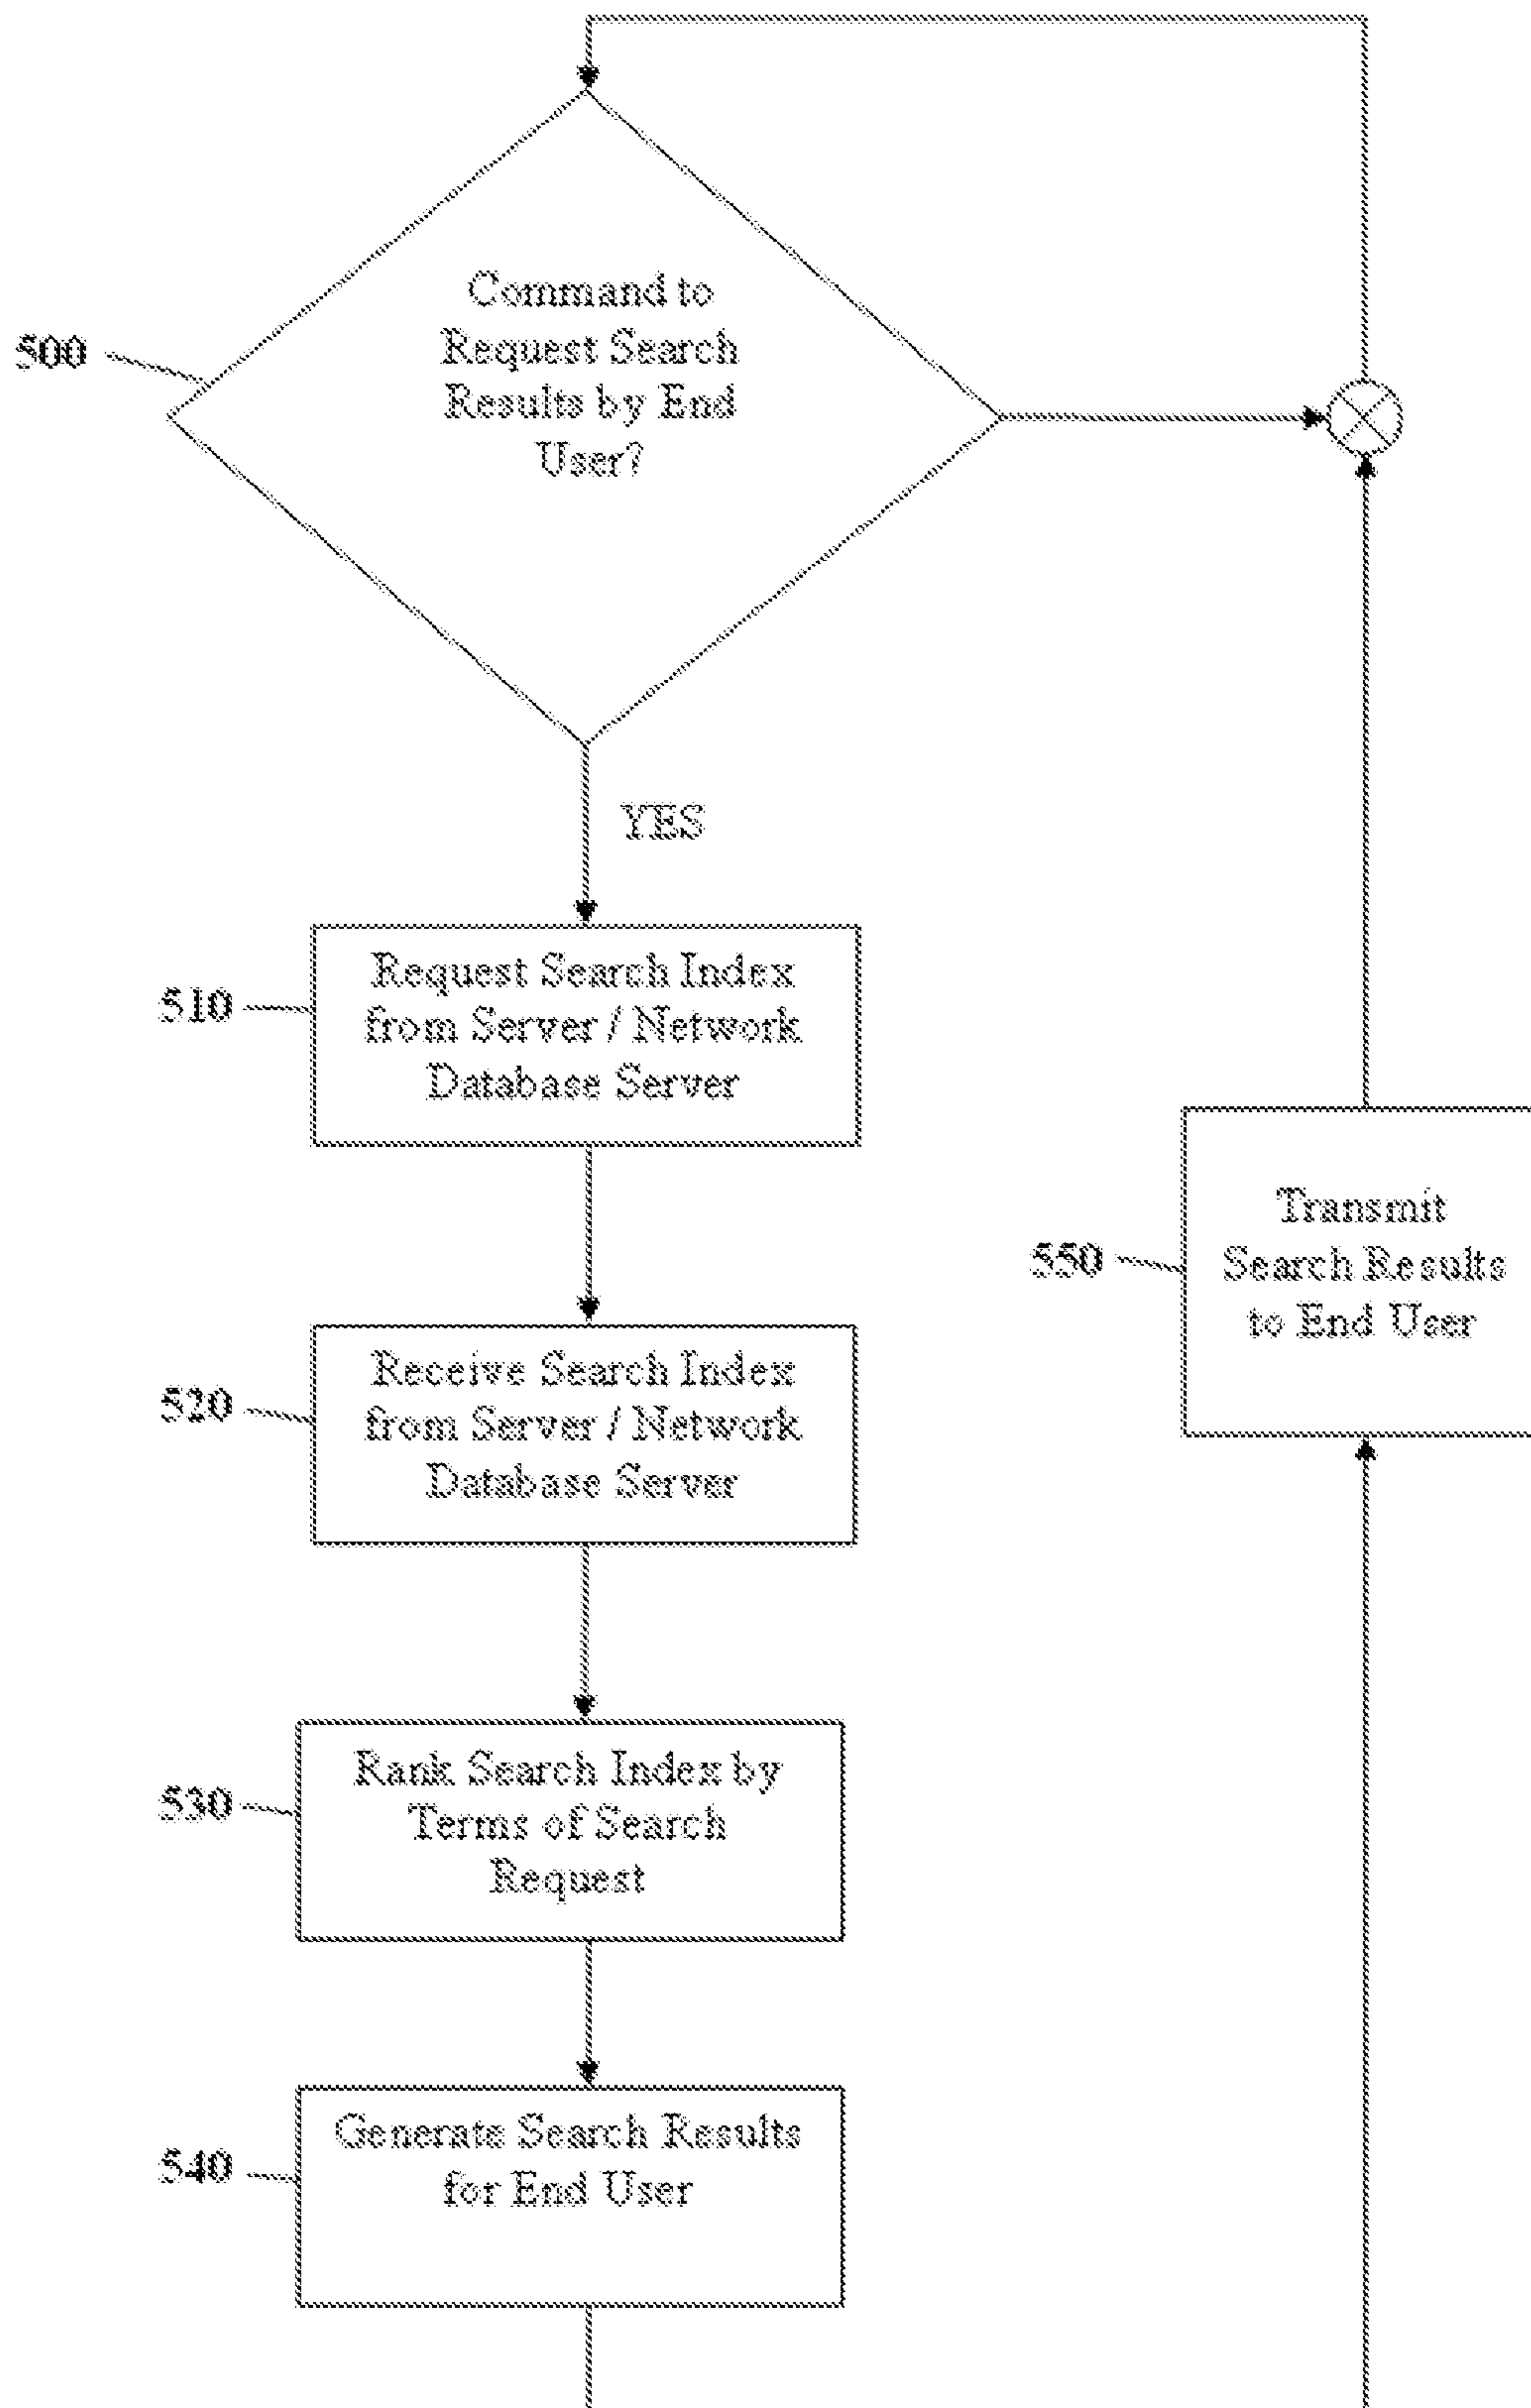 Command to
Request Search
Results by End
User?
500
YES
Request Search Index
from Server / Network
Database Server
510
Receive Search Index
from Server / Network
Database Server
520
Rank Search Index by
Terms of Search
Request
530
Generate Search Results
for End User
540
Transmit
Search Results
to End User
550